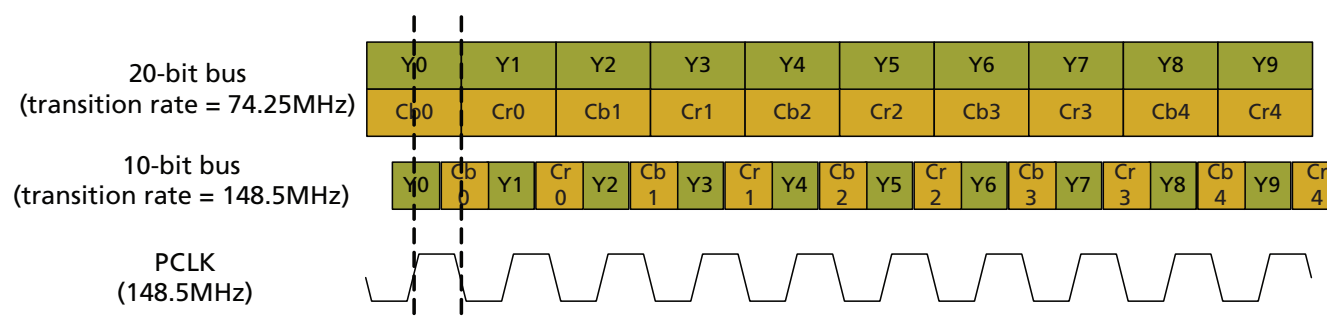 20-bit bus
(transition rate = 74.25MHz)
Y0 Y1 Y2 Y3 Y4 Y5 Y6 Y7 Y8 Y9
Cb0 Cr0 Cb1 Cr1 Cb2 Cr2 Cb3 Cr3 Cb4 Cr4
10-bit bus
(transition rate = 148.5MHz)
Y0 Cb 0 Y1 Cr 0 Y2 Cb 1 Y3 Cr 1 Y4 Cb 2 Y5 Cr 2 Y6 Cb 3 Y7 Cr 3 Y8 Cb 4 Y9 Cr 4
PCLK
(148.5MHz)